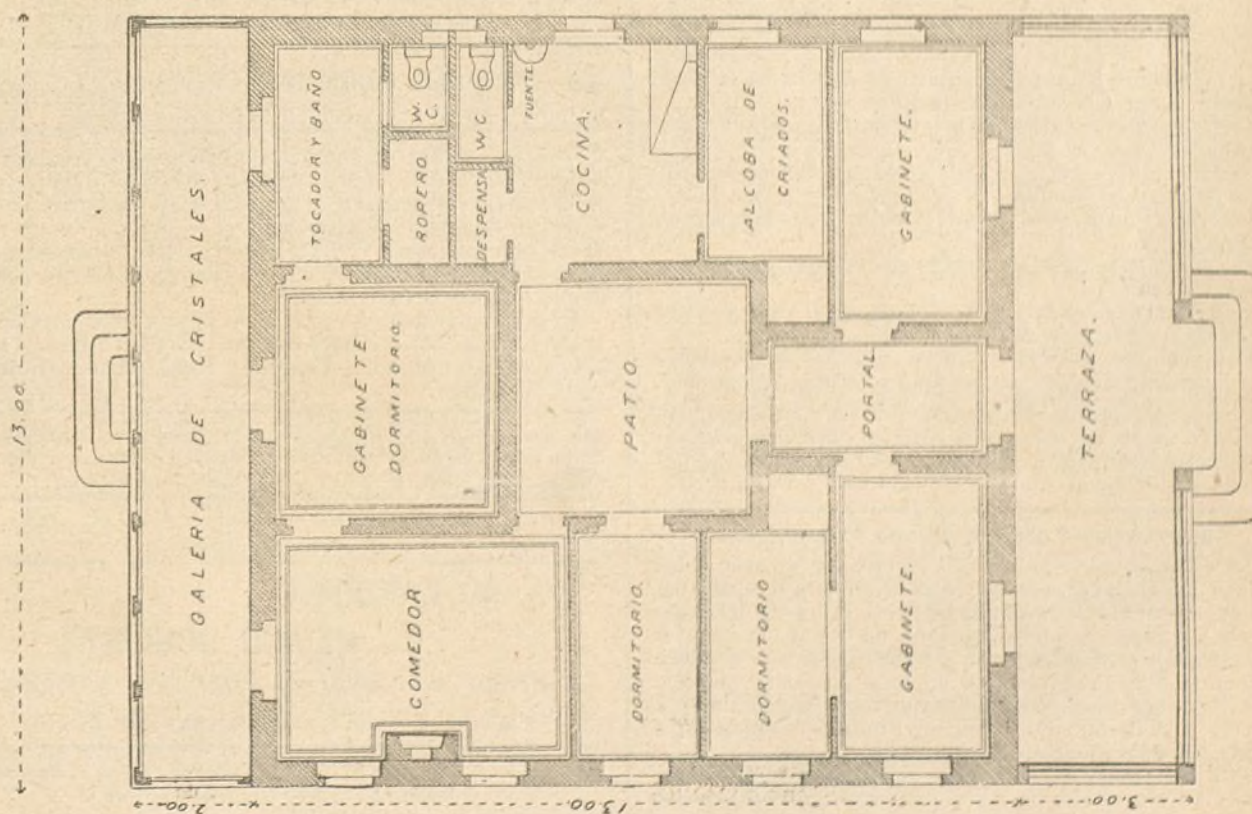 13.00.
GALERIA DE CRISTALES.
TOCADOR Y BAÑO
W.
C.
ROPERO
WC
DESPENSA
FUENTE.
COCINA.
ALCOBA DE
CRIADOS.
GABINETE.
GABINETE
DORMITORIO.
PATIO.
PORTAL.
TERRAZA.
COMEDOR
DORMITORIO.
DORMITORIO
GABINETE.
2.00.
13.00.
3.00.